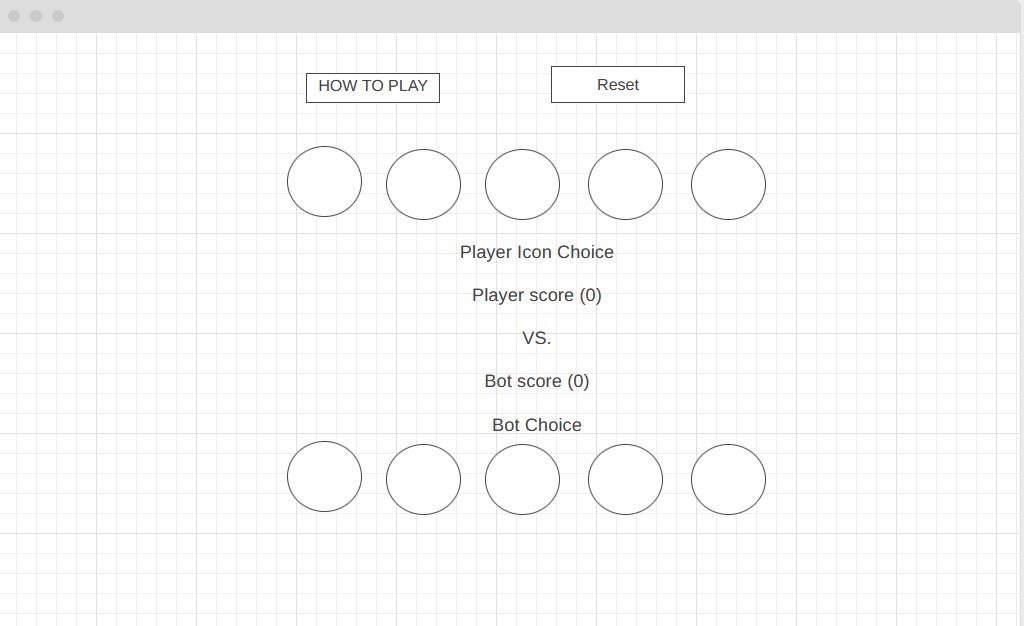 HOW TO PLAY
Reset
Player Icon Choice
Player score (0)
VS.
Bot score (0)
Bot Choice